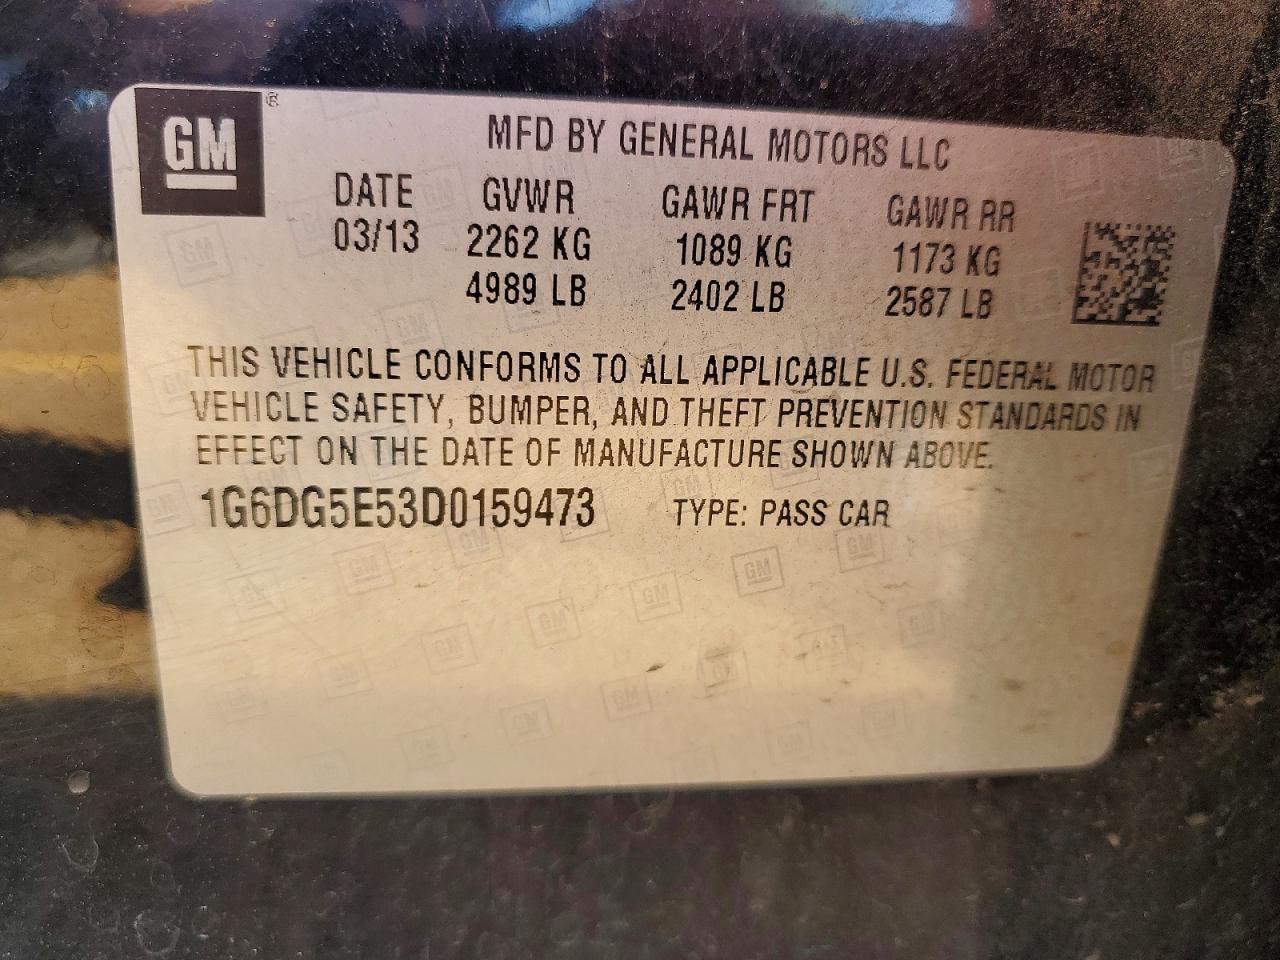 GM ®
MFD BY GENERAL MOTORS LLC
DATE GVWR GAWR FRT GAWR RR
03/13 2262 KG 1089 KG 1173 KG
4989 LB 2402 LB 2587 LB
THIS VEHICLE CONFORMS TO ALL APPLICABLE U.S. FEDERAL MOTOR
VEHICLE SAFETY, BUMPER, AND THEFT PREVENTION STANDARDS IN
EFFECT ON THE DATE OF MANUFACTURE SHOWN ABOVE.
1G6DG5E53D0159473 TYPE: PASS CAR